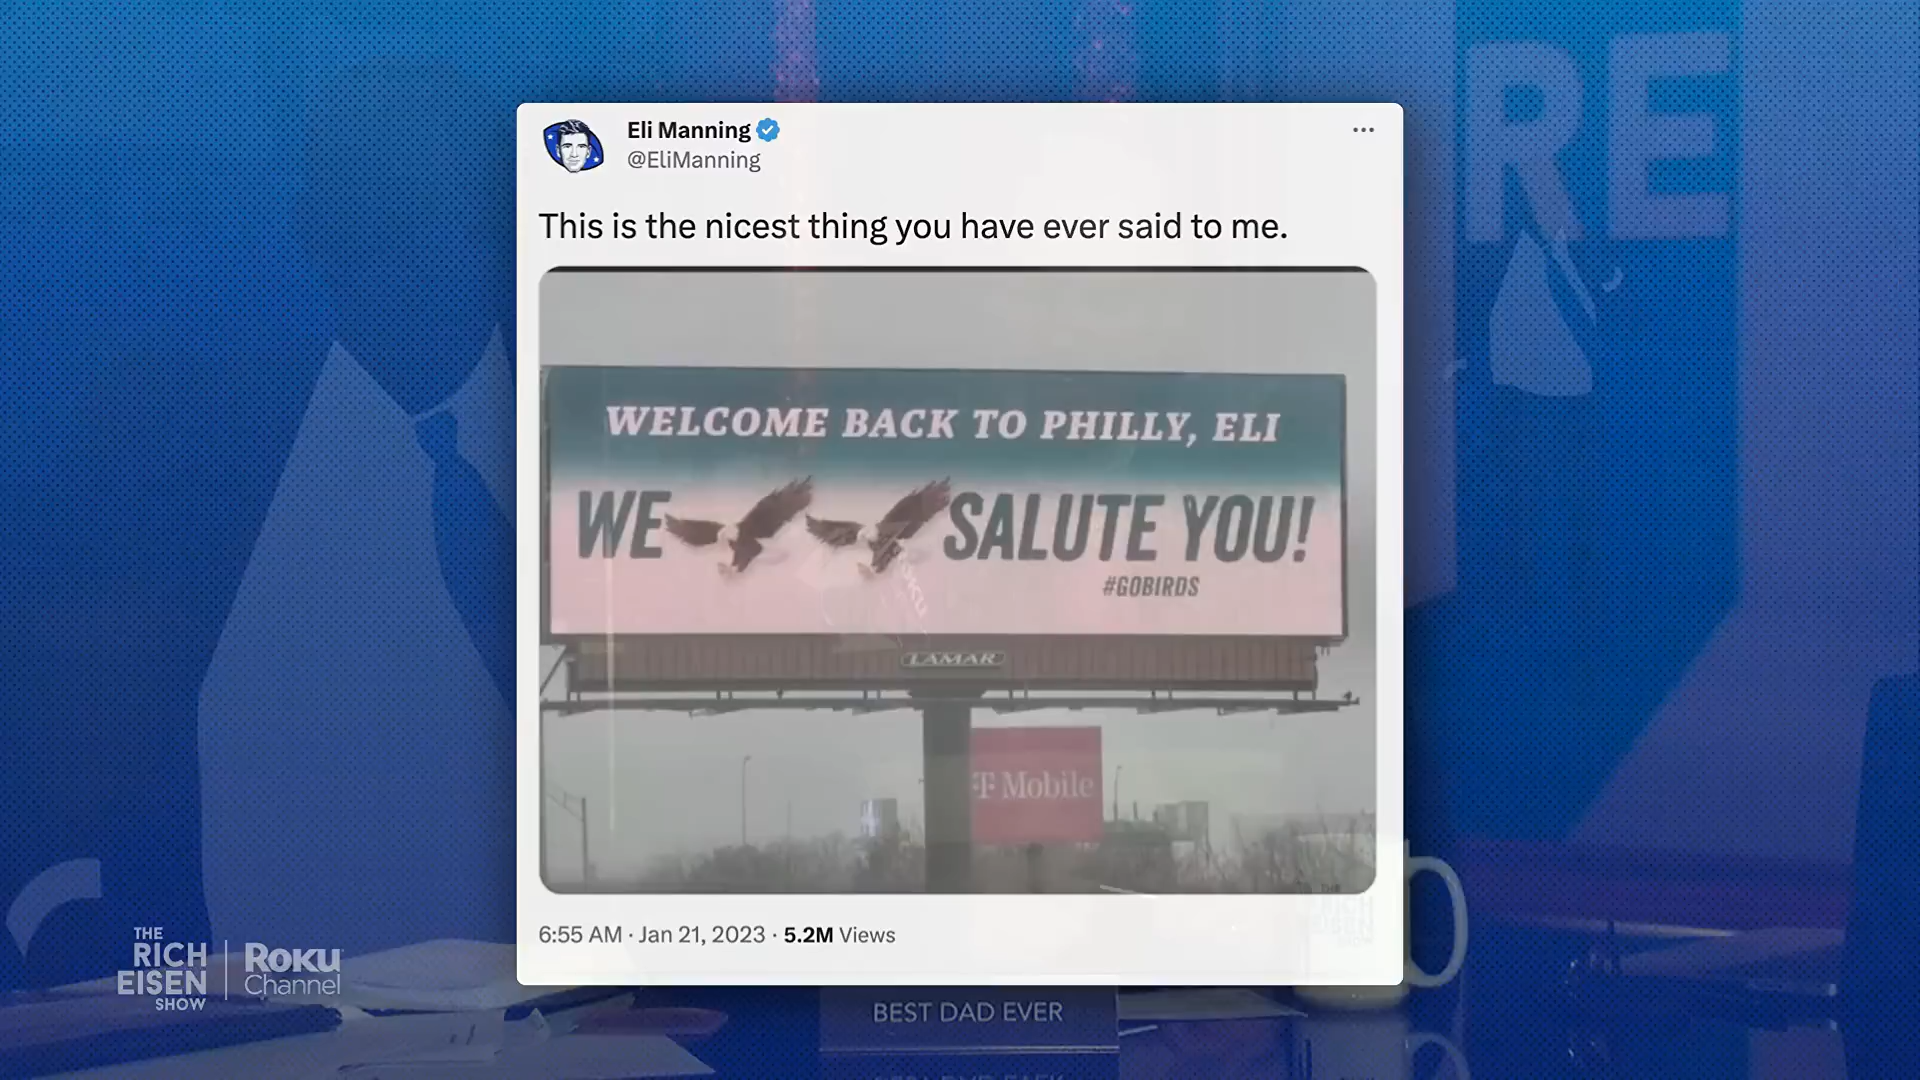 RE
Eli Manning
@EliManning
This is the nicest thing you have ever said to me.
WELCOME BACK TO PHILLY, ELI
WE SALUTE YOU!
#GOBIRDS
LAMAR
T Mobile
6:55 AM · Jan 21, 2023 · 5.2M Views
THE
RICH
EISEN
SHOW
Roku
Channel
BEST DAD EVER